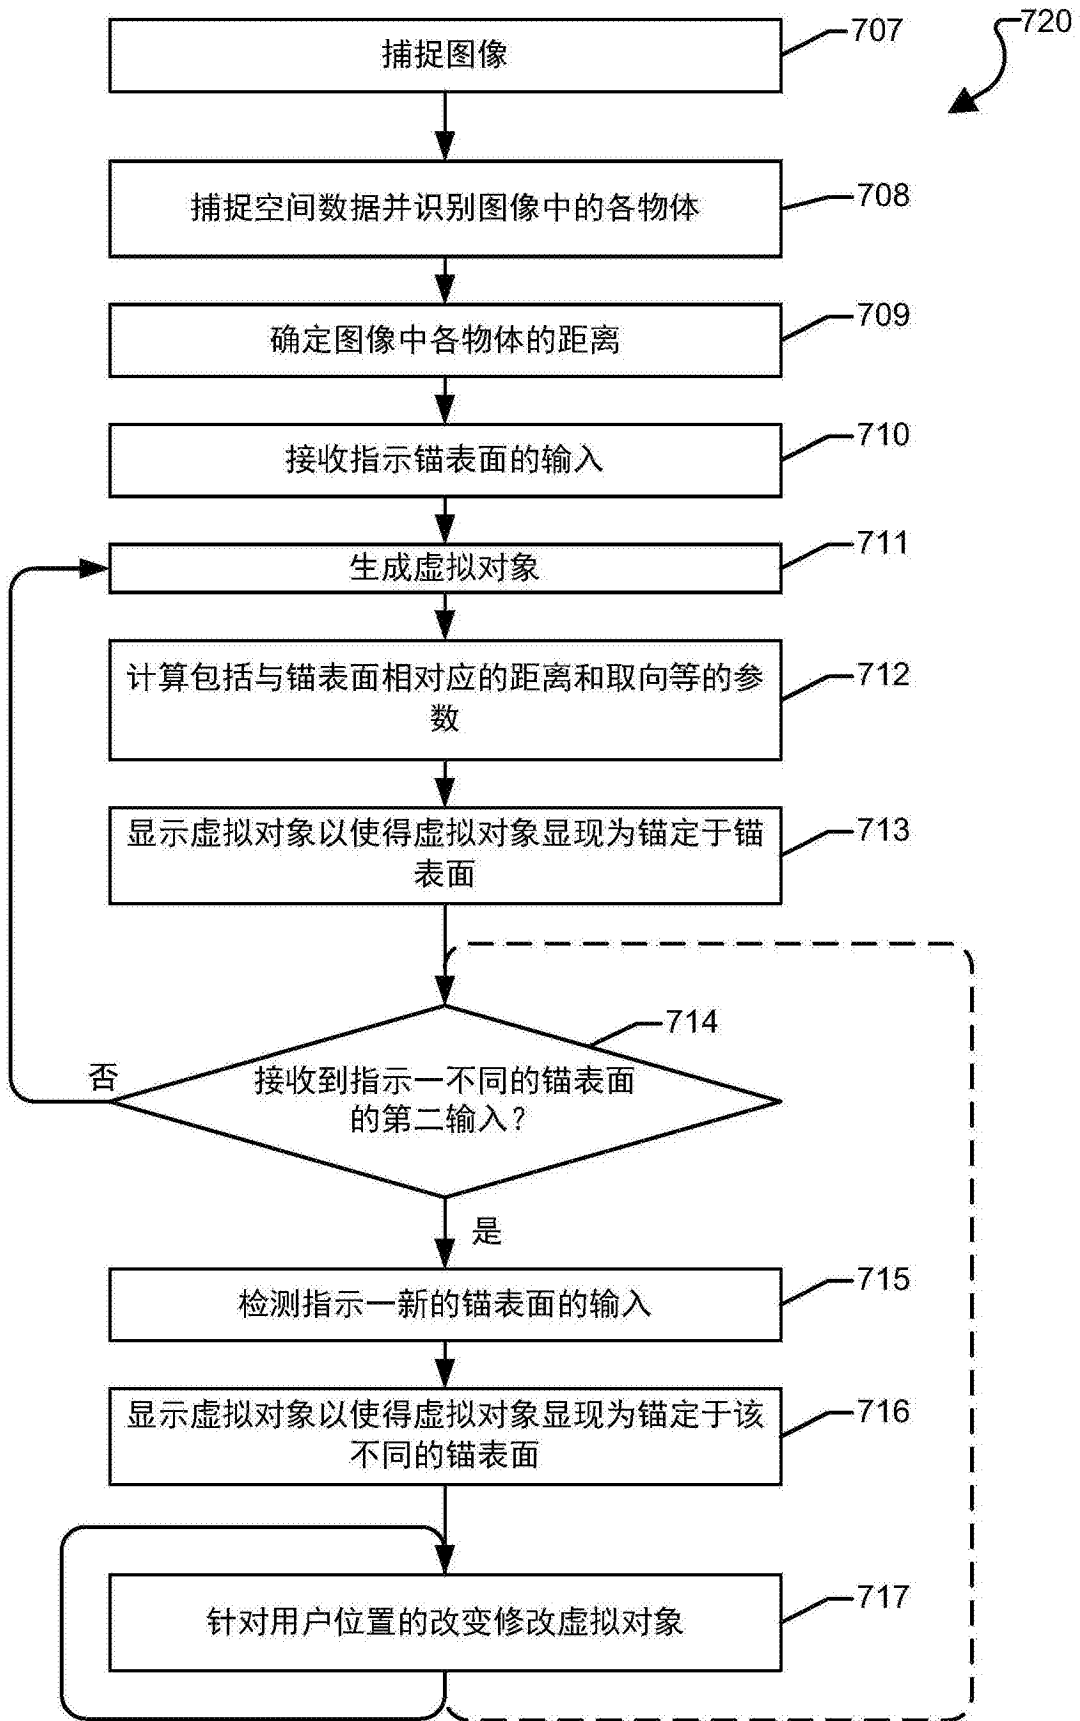 720
捕捉图像
707
捕捉空间数据并识别图像中的各物体
708
确定图像中各物体的距离
709
接收指示锚表面的输入
710
生成虚拟对象
711
计算包括与锚表面相对应的距离和取向等的参
数
712
显示虚拟对象以使得虚拟对象显现为锚定于锚
表面
713
714
接收到指示一不同的锚表面
的第二输入？
否
是
检测指示一新的锚表面的输入
715
显示虚拟对象以使得虚拟对象显现为锚定于该
不同的锚表面
716
针对用户位置的改变修改虚拟对象
717